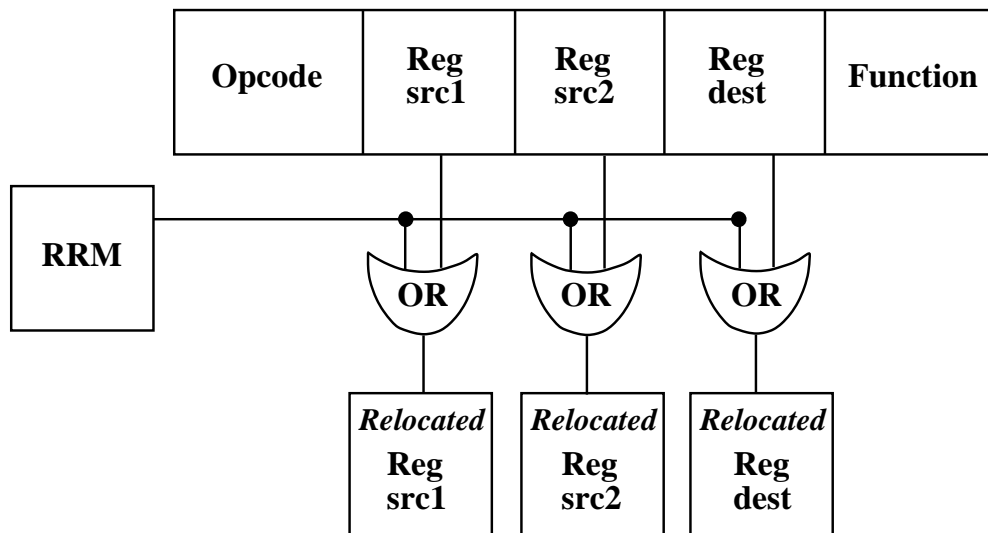 Opcode
Reg
src1
Reg
src2
Reg
dest
Function
RRM
OR
OR
OR
Relocated
Reg
src1
Relocated
Reg
src2
Relocated
Reg
dest